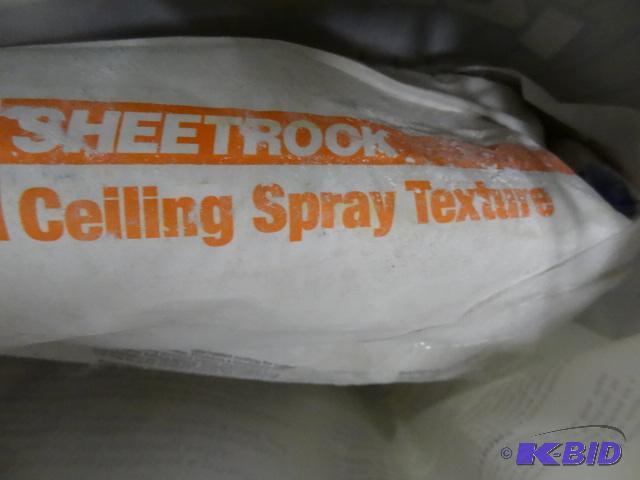 SHEETROCK
Ceiling Spray Texture
© K-BID